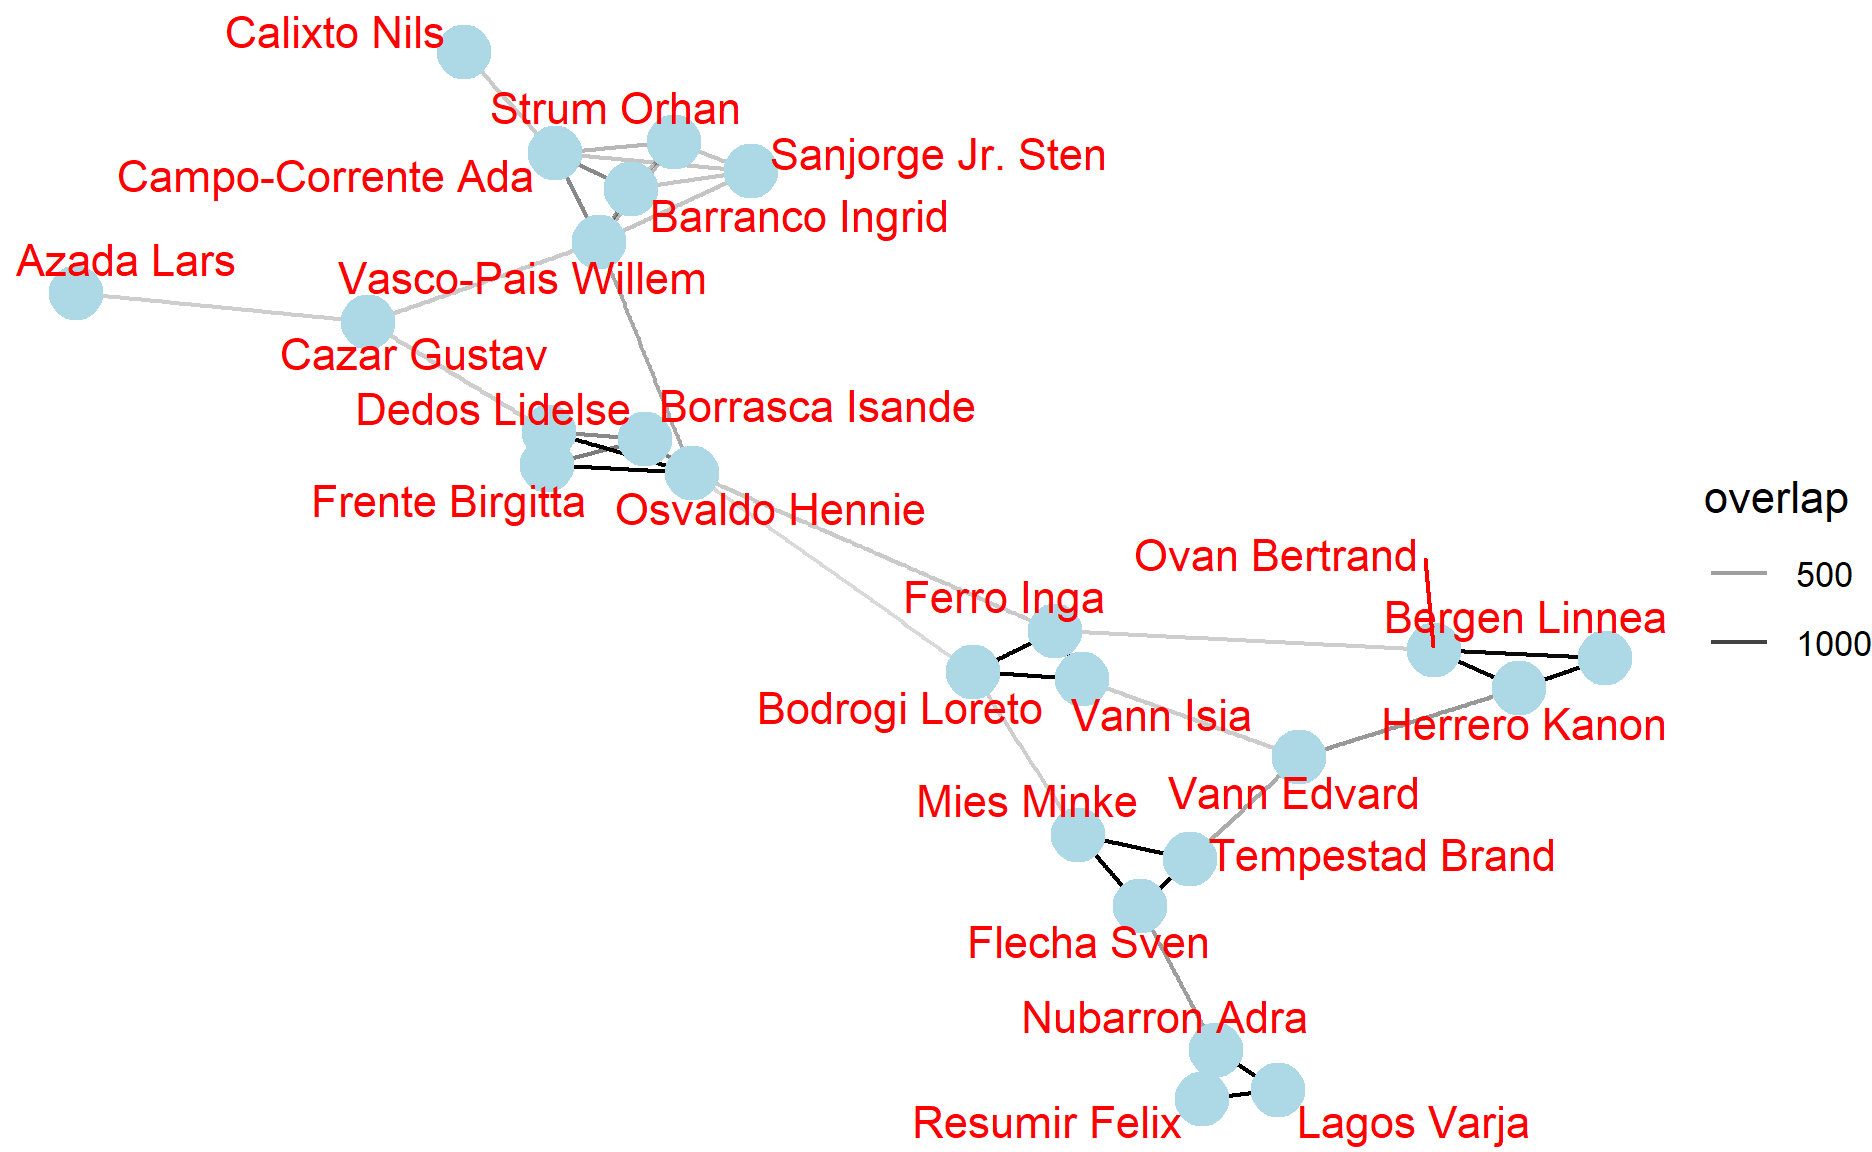 Calixto Nils
Strum Orhan
Sanjorge Jr. Sten
Campo-Corrente Ada
Barranco Ingrid
Azada Lars
Vasco-Pais Willem
Cazar Gustav
Dedos Lidelse
Borrasca Isande
Frente Birgitta
Osvaldo Hennie
overlap
500
1000
Ovan Bertrand
Ferro Inga
Bergen Linnea
Bodrogi Loreto
Vann Isia
Herrero Kanon
Mies Minke
Vann Edvard
Tempestad Brand
Flecha Sven
Nubarron Adra
Resumir Felix
Lagos Varja